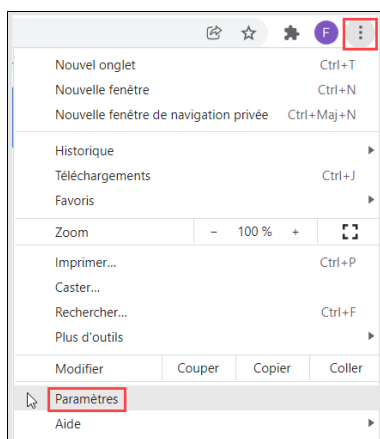 F
Nouvel onglet Ctrl+T
Nouvelle fenêtre Ctrl+N
Nouvelle fenêtre de navigation privée Ctrl+Maj+N
Historique
Téléchargements Ctrl+J
Favoris
Zoom - 100 % +
Imprimer... Ctrl+P
Caster...
Rechercher... Ctrl+F
Plus d'outils
Modifier Couper Copier Coller
Paramètres
Aide